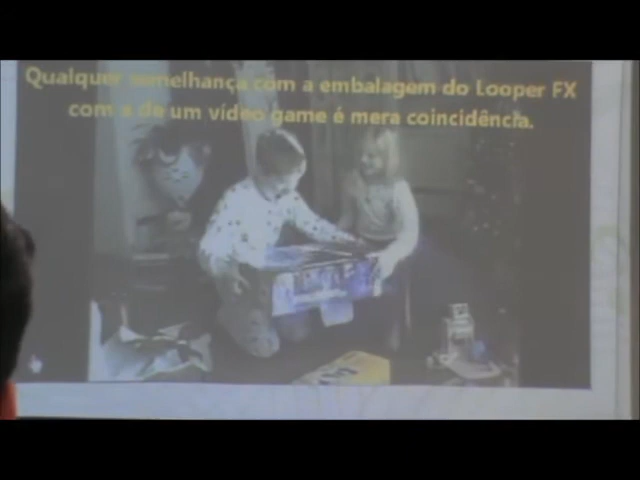 Qualquer semelhança com a embalagem do Looper FX
com a de um vídeo game é mera coincidência.